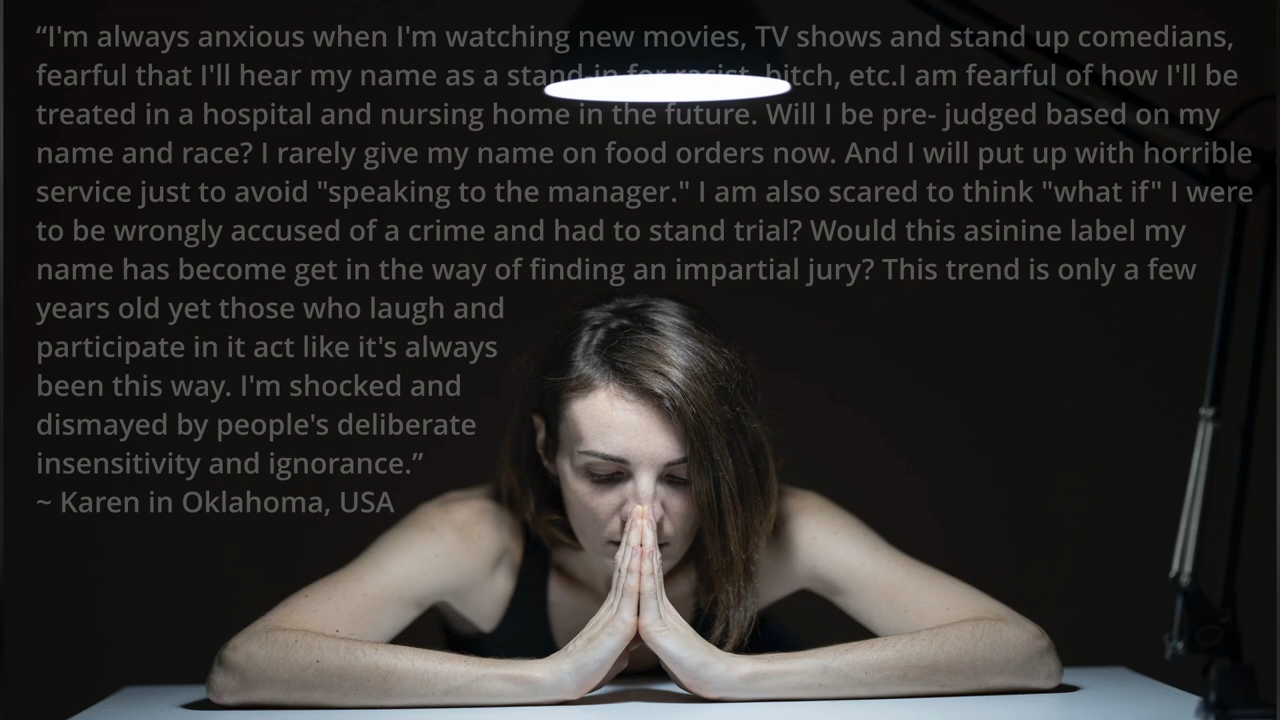 “I'm always anxious when I'm watching new movies, TV shows and stand up comedians,
fearful that I'll hear my name as a stand-in for racist, bitch, etc.I am fearful of how I'll be
treated in a hospital and nursing home in the future. Will I be pre- judged based on my
name and race? I rarely give my name on food orders now. And I will put up with horrible
service just to avoid "speaking to the manager." I am also scared to think "what if" I were
to be wrongly accused of a crime and had to stand trial? Would this asinine label my
name has become get in the way of finding an impartial jury? This trend is only a few
years old yet those who laugh and
participate in it act like it's always
been this way. I'm shocked and
dismayed by people's deliberate
insensitivity and ignorance.”
~ Karen in Oklahoma, USA